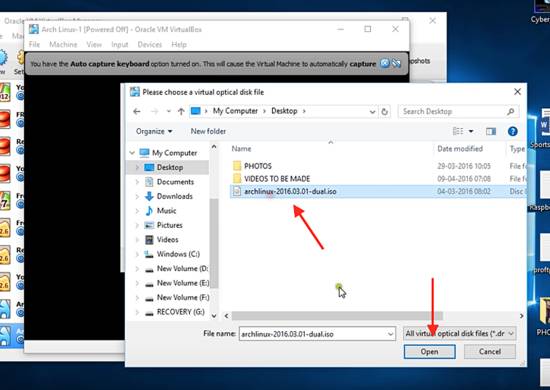 Oracle VM VirtualBox
Arch Linux-1 [Powered Off] - Oracle VM VirtualBox
File Machine View Input Devices Help
You have the Auto capture keyboard option turned on. This will cause the Virtual Machine to automatically capture
Please choose a virtual optical disk file
My Computer > Desktop >
Search Desktop
Organize
New folder
Name
Date modified
Type
My Computer
Desktop
Documents
Downloads
Music
Pictures
Videos
Windows (C:)
New Volume (D:
New Volume (E:)
New Volume (F:)
RECOVERY (G:)
PHOTOS
29-03-2016 10:05
File fo
VIDEOS TO BE MADE
09-04-2016 07:08
File fo
archlinux-2016.03.01-dual.iso
04-03-2016 08:02
Disc I
File name:
archlinux-2016.03.01-dual.iso
All virtual optical disk files (*.dr
Open
Cancel
Cyber
Sports
Raspb
proftp
PHO